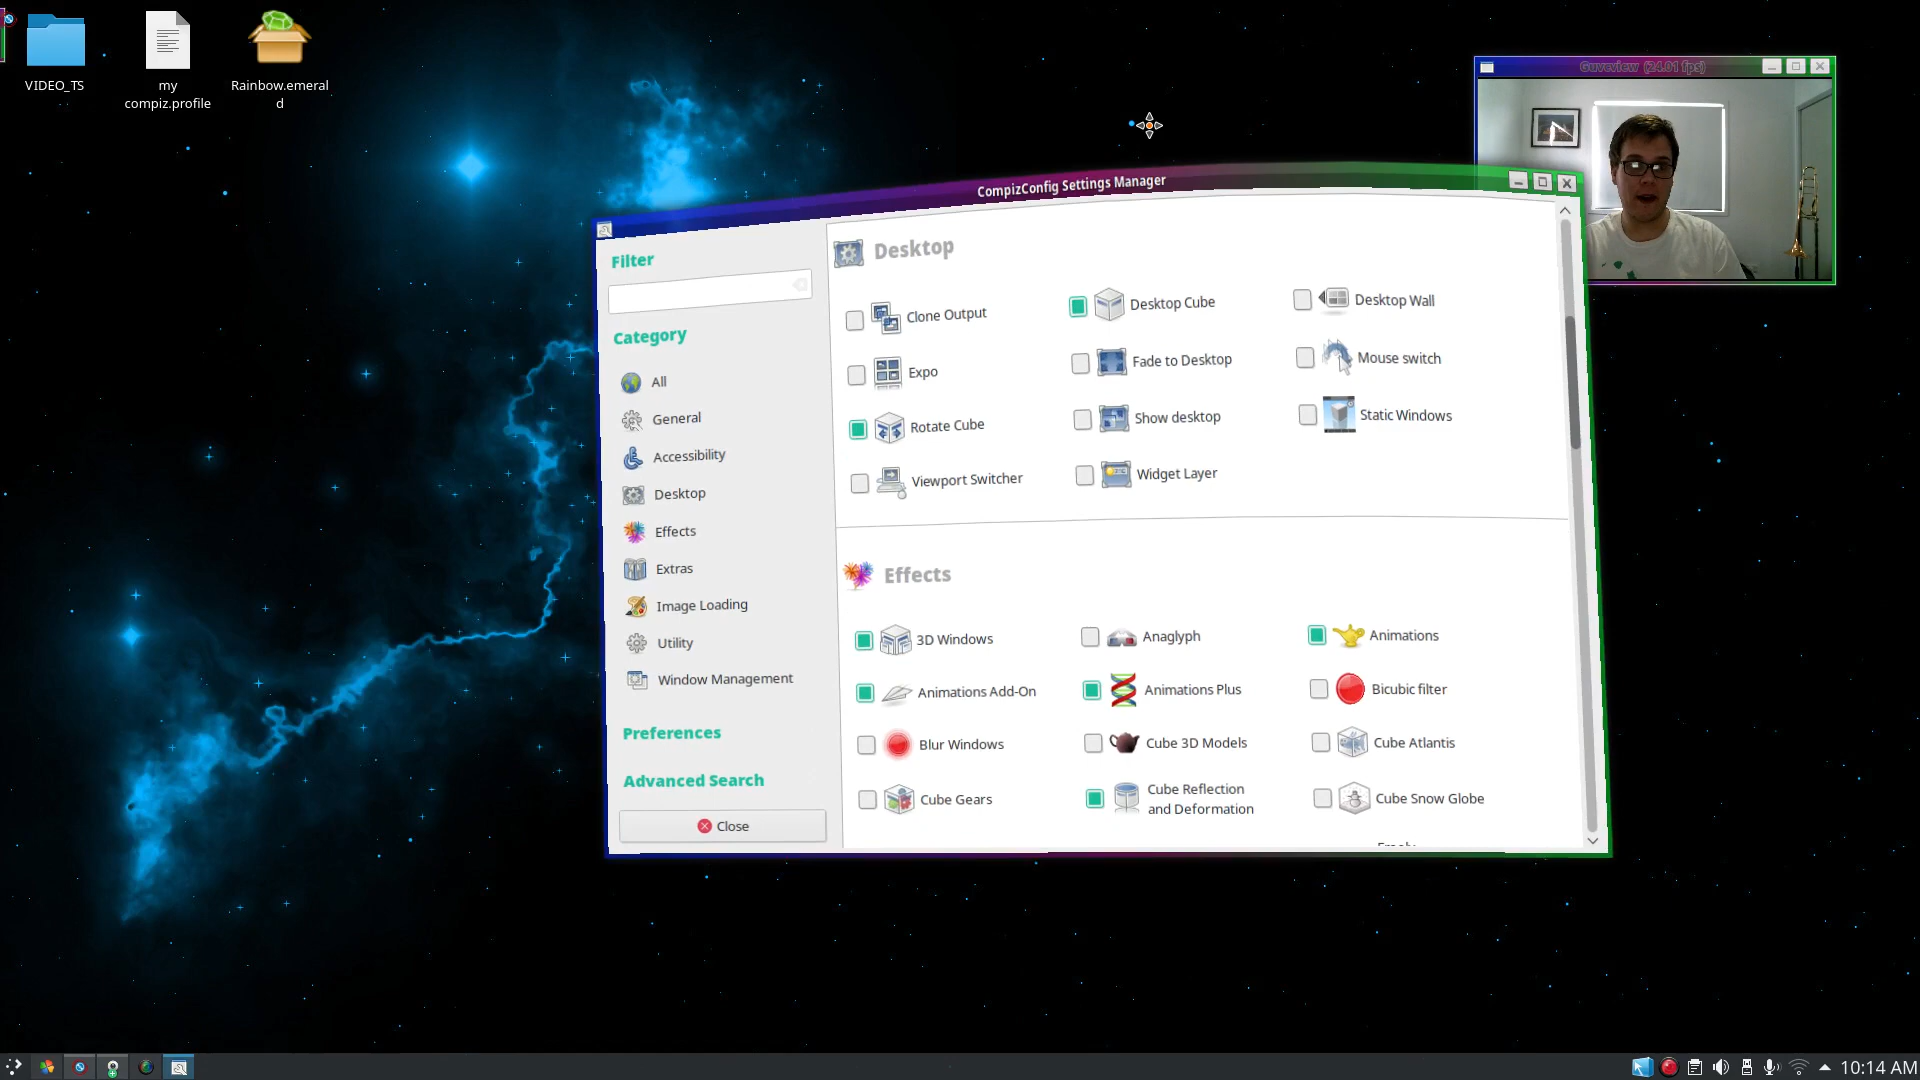 VIDEO_TS
my
compiz.profile
Rainbow.emeral
d
Guvcview (24.01 fps)
CompizConfig Settings Manager
Filter
Category
All
General
Accessibility
Desktop
Effects
Extras
Image Loading
Utility
Window Management
Preferences
Advanced Search
Close
Desktop
Clone Output
Desktop Cube
Desktop Wall
Expo
Fade to Desktop
Mouse switch
Rotate Cube
Show desktop
Static Windows
Viewport Switcher
Widget Layer
Effects
3D Windows
Anaglyph
Animations
Animations Add-On
Animations Plus
Bicubic filter
Blur Windows
Cube 3D Models
Cube Atlantis
Cube Gears
Cube Reflection
and Deformation
Cube Snow Globe
10:14 AM